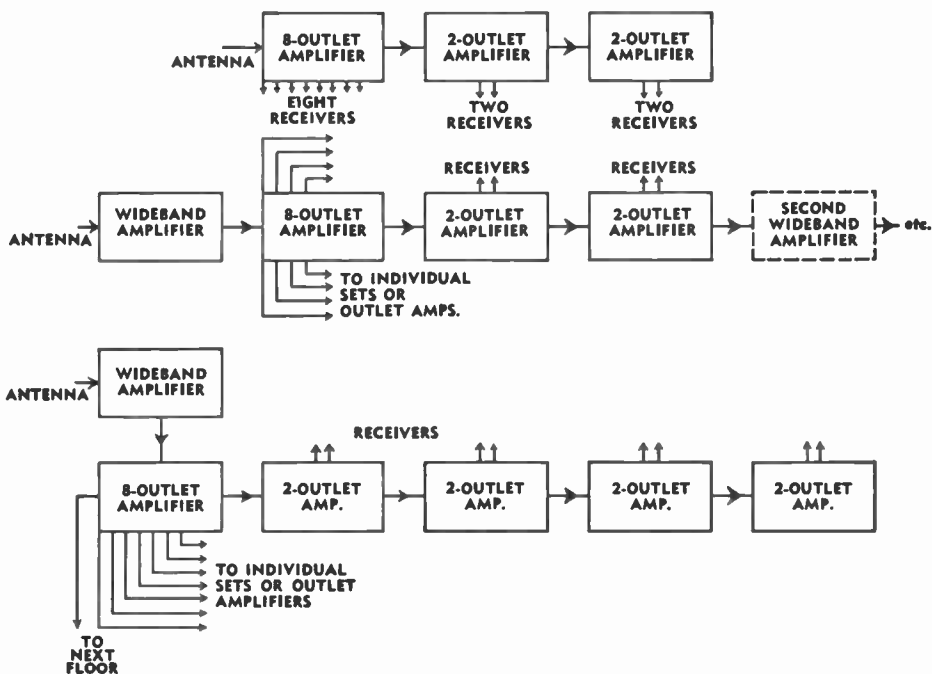 ANTENNA
8-OUTLET
AMPLIFIER
2-OUTLET
AMPLIFIER
2-OUTLET
AMPLIFIER
EIGHT
RECEIVERS
TWO
RECEIVERS
TWO
RECEIVERS
ANTENNA
WIDEBAND
AMPLIFIER
8-OUTLET
AMPLIFIER
RECEIVERS
2-OUTLET
AMPLIFIER
RECEIVERS
2-OUTLET
AMPLIFIER
SECOND
WIDEBAND
AMPLIFIER
etc.
TO INDIVIDUAL
SETS OR
OUTLET AMPS.
ANTENNA
WIDEBAND
AMPLIFIER
RECEIVERS
8-OUTLET
AMPLIFIER
2-OUTLET
AMP.
2-OUTLET
AMP.
2-OUTLET
AMP.
2-OUTLET
AMP.
TO INDIVIDUAL
SETS OR OUTLET
AMPLIFIERS
TO
NEXT
FLOOR